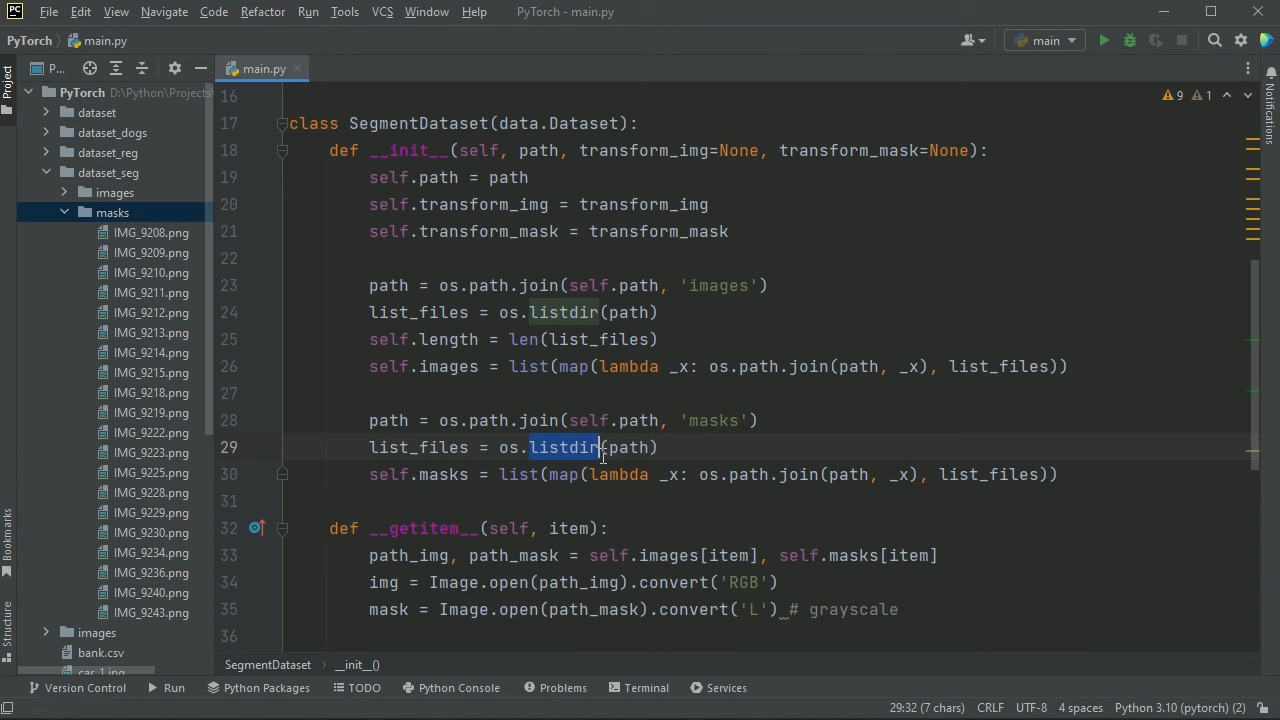 PC File Edit View Navigate Code Refactor Run Tools VCS Window Help PyTorch - main.py
PyTorch main.py main
Project P... main.py Notifications
PyTorch D:\Python\Projects
dataset
dataset_dogs
dataset_reg
dataset_seg
images
masks
IMG_9208.png
IMG_9209.png
IMG_9210.png
IMG_9211.png
IMG_9212.png
IMG_9213.png
IMG_9214.png
IMG_9215.png
IMG_9218.png
IMG_9219.png
IMG_9222.png
IMG_9223.png
IMG_9225.png
IMG_9228.png
IMG_9229.png
IMG_9230.png
IMG_9234.png
IMG_9236.png
IMG_9240.png
IMG_9243.png
images
bank.csv
Bookmarks
Structure
9 1
16
17 class SegmentDataset(data.Dataset):
18 def __init__(self, path, transform_img=None, transform_mask=None):
19 self.path = path
20 self.transform_img = transform_img
21 self.transform_mask = transform_mask
22
23 path = os.path.join(self.path, 'images')
24 list_files = os.listdir(path)
25 self.length = len(list_files)
26 self.images = list(map(lambda _x: os.path.join(path, _x), list_files))
27
28 path = os.path.join(self.path, 'masks')
29 list_files = os.listdir(path)
30 self.masks = list(map(lambda _x: os.path.join(path, _x), list_files))
31
32 def __getitem__(self, item):
33 path_img, path_mask = self.images[item], self.masks[item]
34 img = Image.open(path_img).convert('RGB')
35 mask = Image.open(path_mask).convert('L') # grayscale
36
SegmentDataset __init__()
Version Control Run Python Packages TODO Python Console Problems Terminal Services
29:32 (7 chars) CRLF UTF-8 4 spaces Python 3.10 (pytorch) (2)